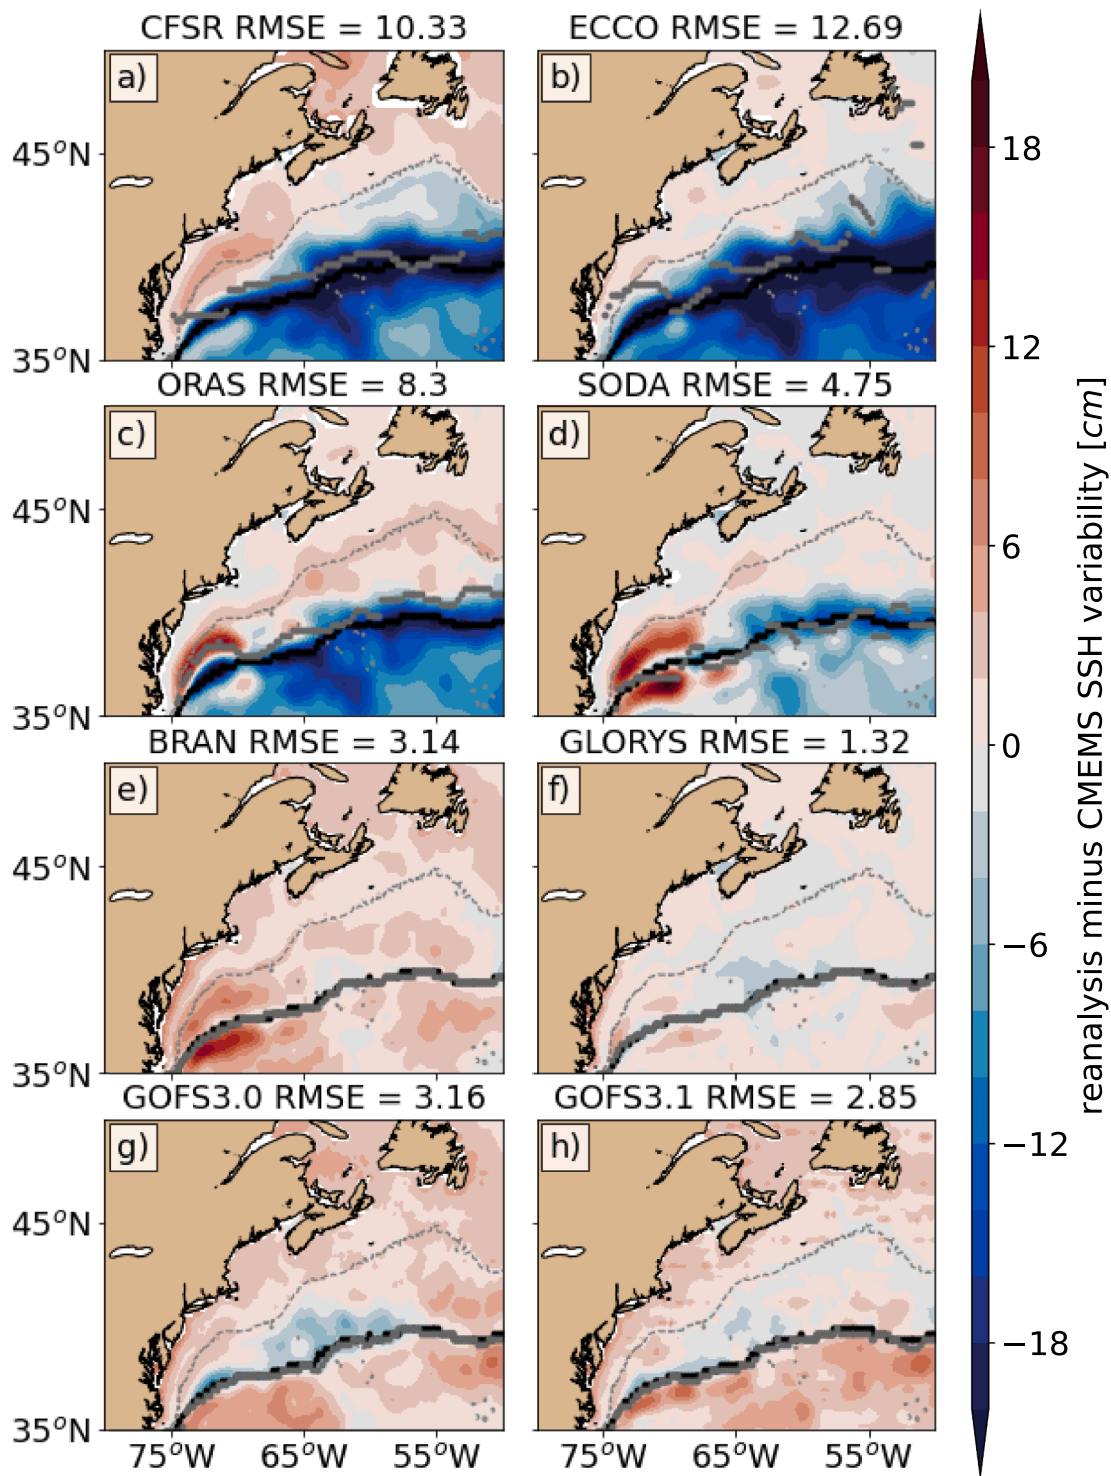 CFSR RMSE = 10.33
ECCO RMSE = 12.69
a)
b)
45°N
35°N
ORAS RMSE = 8.3
SODA RMSE = 4.75
c)
d)
45°N
35°N
BRAN RMSE = 3.14
GLORYS RMSE = 1.32
e)
f)
45°N
35°N
GOFS3.0 RMSE = 3.16
GOFS3.1 RMSE = 2.85
g)
h)
45°N
35°N
75°W 65°W 55°W
75°W 65°W 55°W
18
12
6
0
−6
−12
−18
reanalysis minus CMEMS SSH variability [cm]